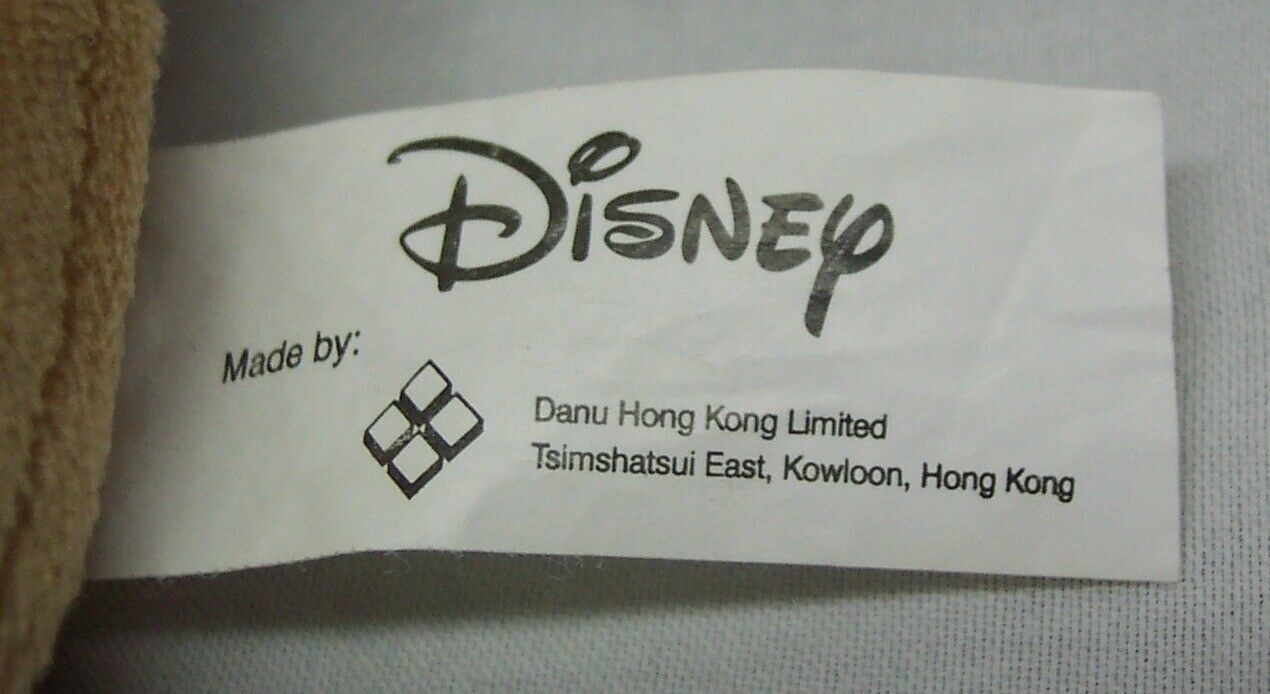 Disney
Made by:
Danu Hong Kong Limited
Tsimshatsui East, Kowloon, Hong Kong